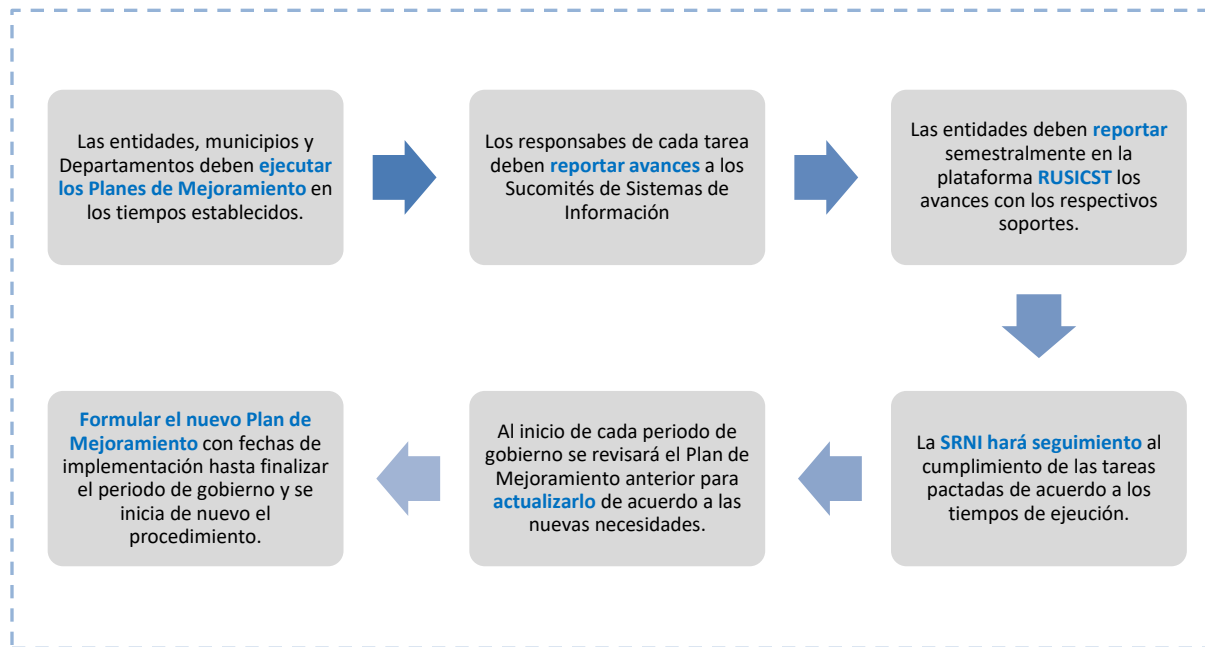 Las entidades, municipios y
Departamentos deben ejecutar
los Planes de Mejoramiento en
los tiempos establecidos.
Los responsabes de cada tarea
deben reportar avances a los
Sucomités de Sistemas de
Información
Las entidades deben reportar
semestralmente en la
plataforma RUSICST los
avances con los respectivos
soportes.
La SRNI hará seguimiento al
cumplimiento de las tareas
pactadas de acuerdo a los
tiempos de ejeución.
Al inicio de cada periodo de
gobierno se revisará el Plan de
Mejoramiento anterior para
actualizarlo de acuerdo a las
nuevas necesidades.
Formular el nuevo Plan de
Mejoramiento con fechas de
implementación hasta finalizar
el periodo de gobierno y se
inicia de nuevo el
procedimiento.